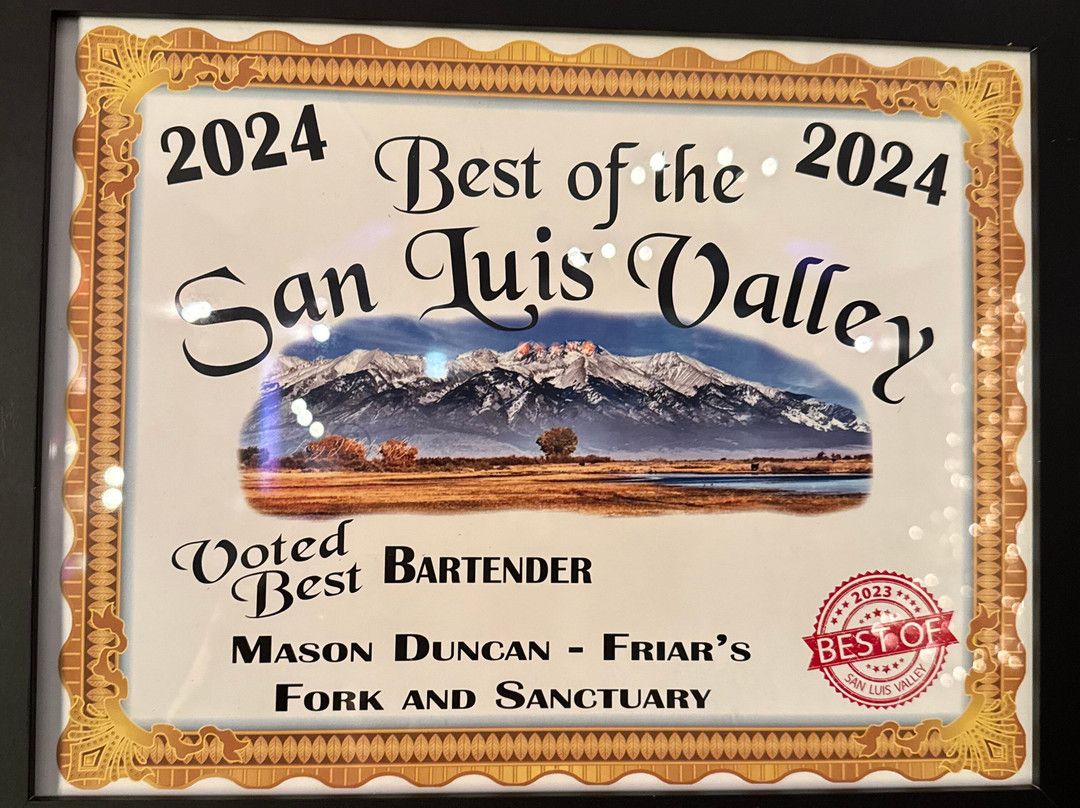 2024
2024
Best of the
San Luis Valley
Voted
Best
BARTENDER
MASON DUNCAN - FRIAR'S
FORK AND SANCTUARY
2023
BEST OF
SAN LUIS VALLEY